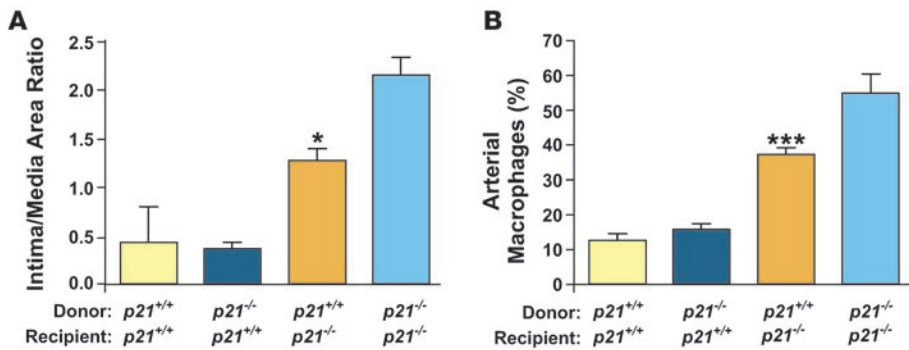 A
Intima/Media Area Ratio
2.5
2.0
1.5
1.0
0.5
0.0
*
Donor: p21+/+ p21-/- p21+/+ p21-/-
Recipient: p21+/+ p21+/+ p21-/- p21-/-
B
Arterial
Macrophages (%)
70
60
50
40
30
20
10
0
***
Donor: p21+/+ p21-/- p21+/+ p21-/-
Recipient: p21+/+ p21+/+ p21-/- p21-/-